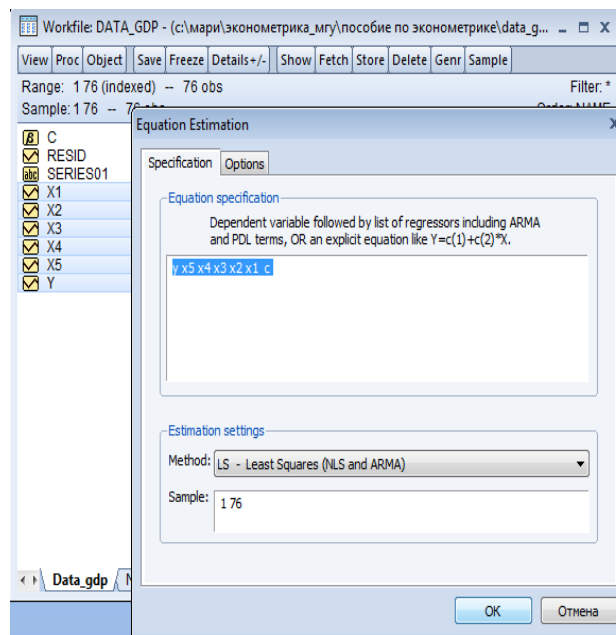 Workfile: DATA_GDP - (c:\мари\эконометрика_мгу\пособие по эконометрике\data_g...
View Proc Object Save Freeze Details+/- Show Fetch Store Delete Genr Sample
Range: 1 76 (indexed) -- 76 obs Filter: *
Sample: 1 76 -- 76 obs Order: NAME
Equation Estimation
C
RESID
SERIES01
X1
X2
X3
X4
X5
Y
Specification Options
Equation specification
Dependent variable followed by list of regressors including ARMA
and PDL terms, OR an explicit equation like Y=c(1)+c(2)*X.
y x5 x4 x3 x2 x1 c
Estimation settings
Method: LS - Least Squares (NLS and ARMA)
Sample: 1 76
Data_gdp
OK Отмена